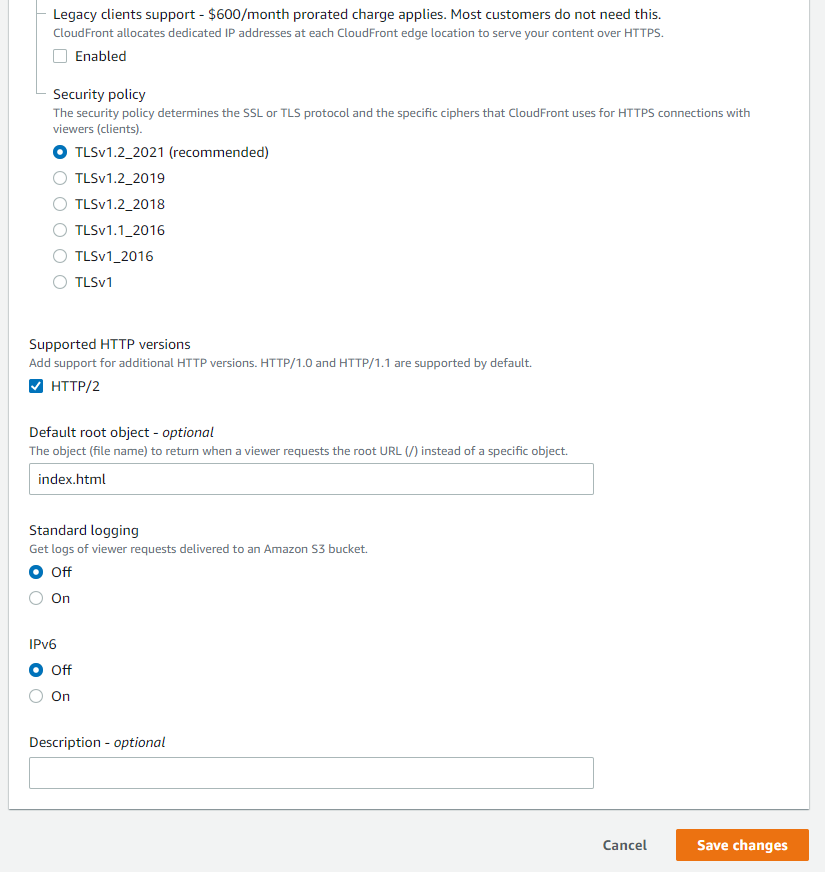 Legacy clients support - $600/month prorated charge applies. Most customers do not need this.
CloudFront allocates dedicated IP addresses at each CloudFront edge location to serve your content over HTTPS.
Enabled
Security policy
The security policy determines the SSL or TLS protocol and the specific ciphers that CloudFront uses for HTTPS connections with
viewers (clients).
TLSv1.2_2021 (recommended)
TLSv1.2_2019
TLSv1.2_2018
TLSv1.1_2016
TLSv1_2016
TLSv1
Supported HTTP versions
Add support for additional HTTP versions. HTTP/1.0 and HTTP/1.1 are supported by default.
HTTP/2
Default root object - optional
The object (file name) to return when a viewer requests the root URL (/) instead of a specific object.
index.html
Standard logging
Get logs of viewer requests delivered to an Amazon S3 bucket.
Off
On
IPv6
Off
On
Description - optional
Cancel
Save changes